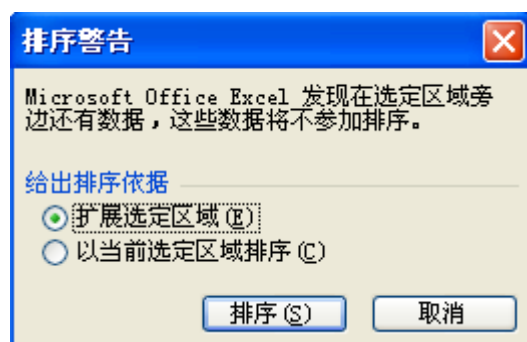 排序警告
Microsoft Office Excel 发现在选定区域旁
边还有数据，这些数据将不参加排序。
给出排序依据
扩展选定区域(E)
以当前选定区域排序(C)
排序(S)
取消